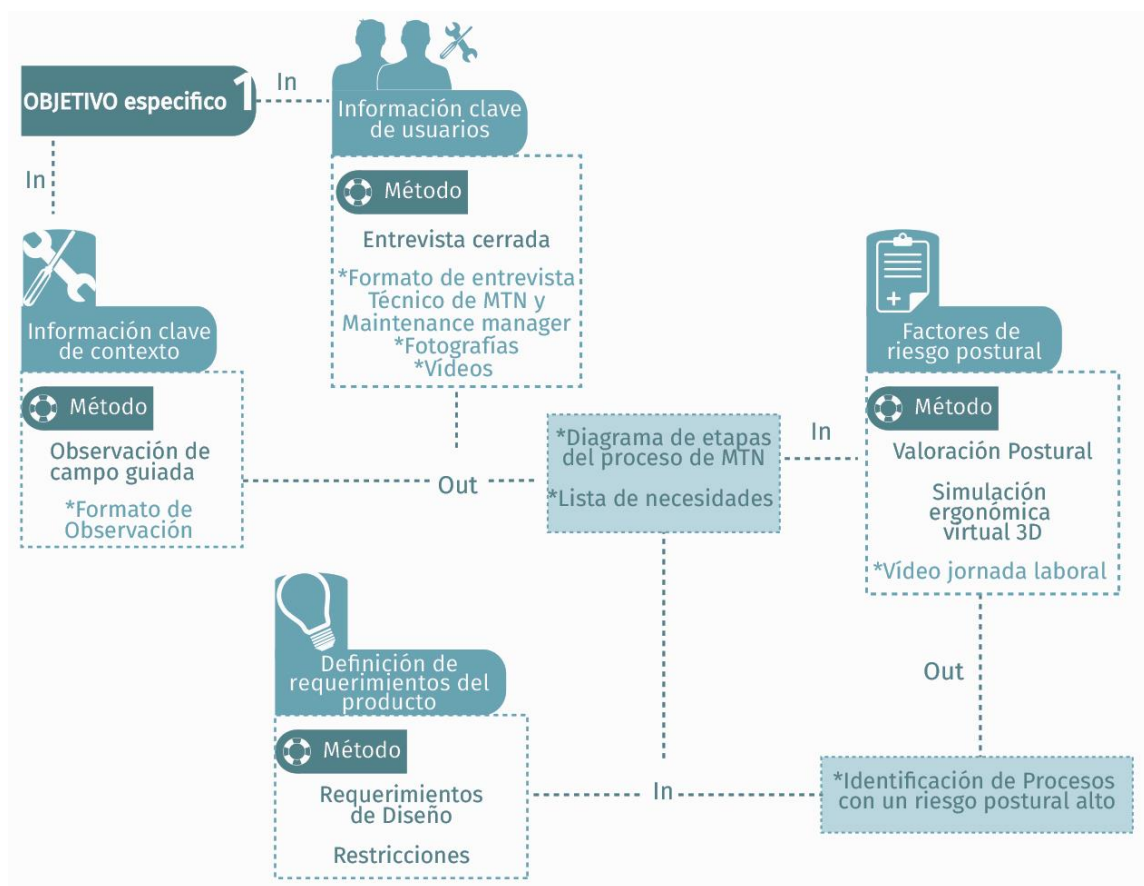 OBJETIVO especifico 1
In
In
Información clave
de usuarios
Método
Entrevista cerrada
*Formato de entrevista
Técnico de MTN y
Maintenance manager
*Fotografías
*Vídeos
Información clave
de contexto
Método
Observación de
campo guiada
*Formato de
Observación
Out
*Diagrama de etapas
del proceso de MTN
*Lista de necesidades
In
Factores de
riesgo postural
Método
Valoración Postural
Simulación
ergonómica
virtual 3D
*Vídeo jornada laboral
Out
Definición de
requerimientos del
producto
Método
Requerimientos
de Diseño
Restricciones
In
*Identificación de Procesos
con un riesgo postural alto